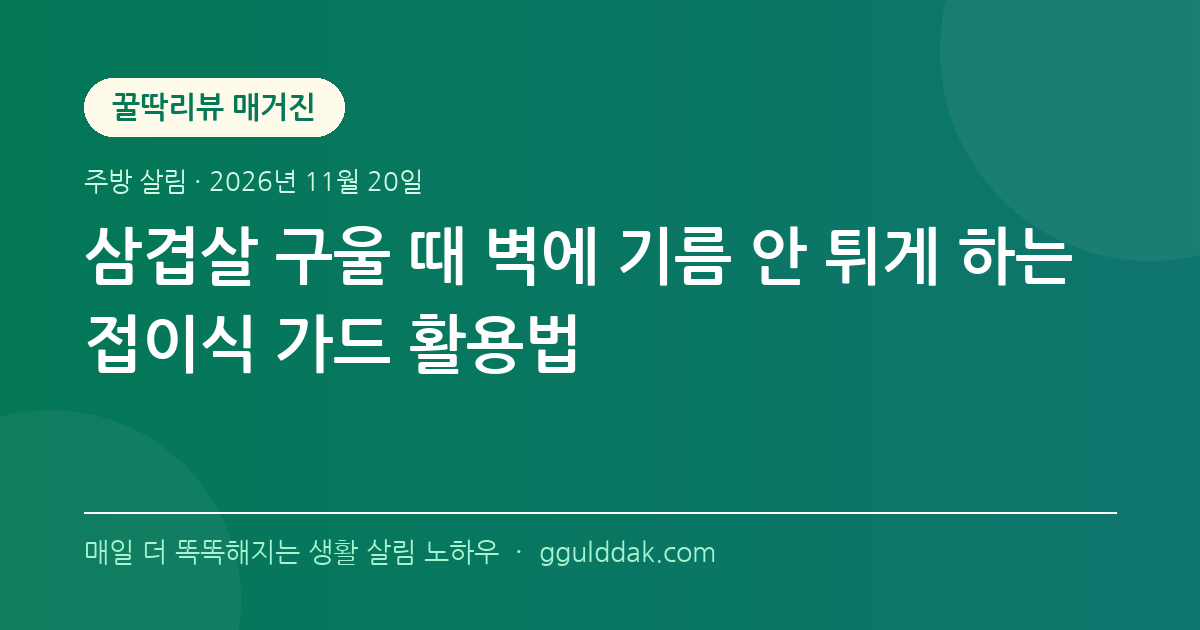 꿀딱리뷰 매거진
주방 살림 · 2026년 11월 20일
삼겹살 구울 때 벽에 기름 안 튀게 하는
접이식 가드 활용법
매일 더 똑똑해지는 생활 살림 노하우 · ggulddak.com